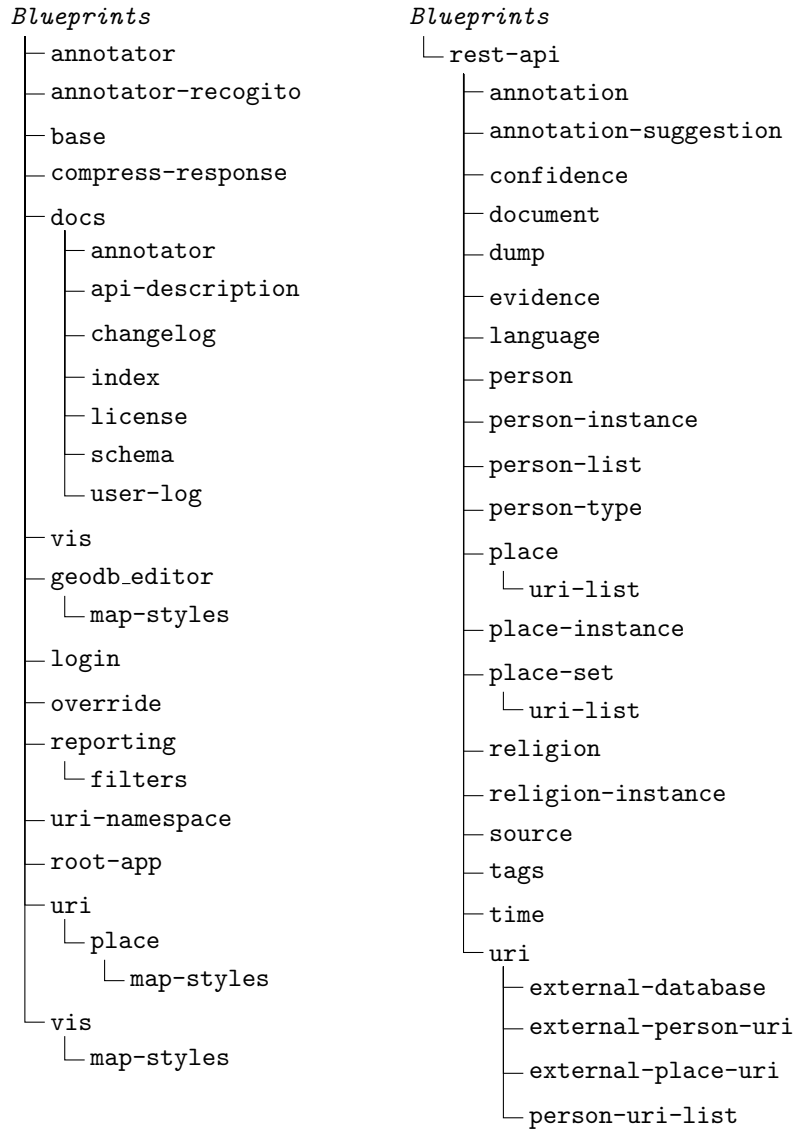 Blueprints
annotator
annotator-recogito
base
compress-response
docs
annotator
api-description
changelog
index
license
schema
user-log
vis
geodb_editor
map-styles
login
override
reporting
filters
uri-namespace
root-app
uri
place
map-styles
vis
map-styles
Blueprints
rest-api
annotation
annotation-suggestion
confidence
document
dump
evidence
language
person
person-instance
person-list
person-type
place
uri-list
place-instance
place-set
uri-list
religion
religion-instance
source
tags
time
uri
external-database
external-person-uri
external-place-uri
person-uri-list